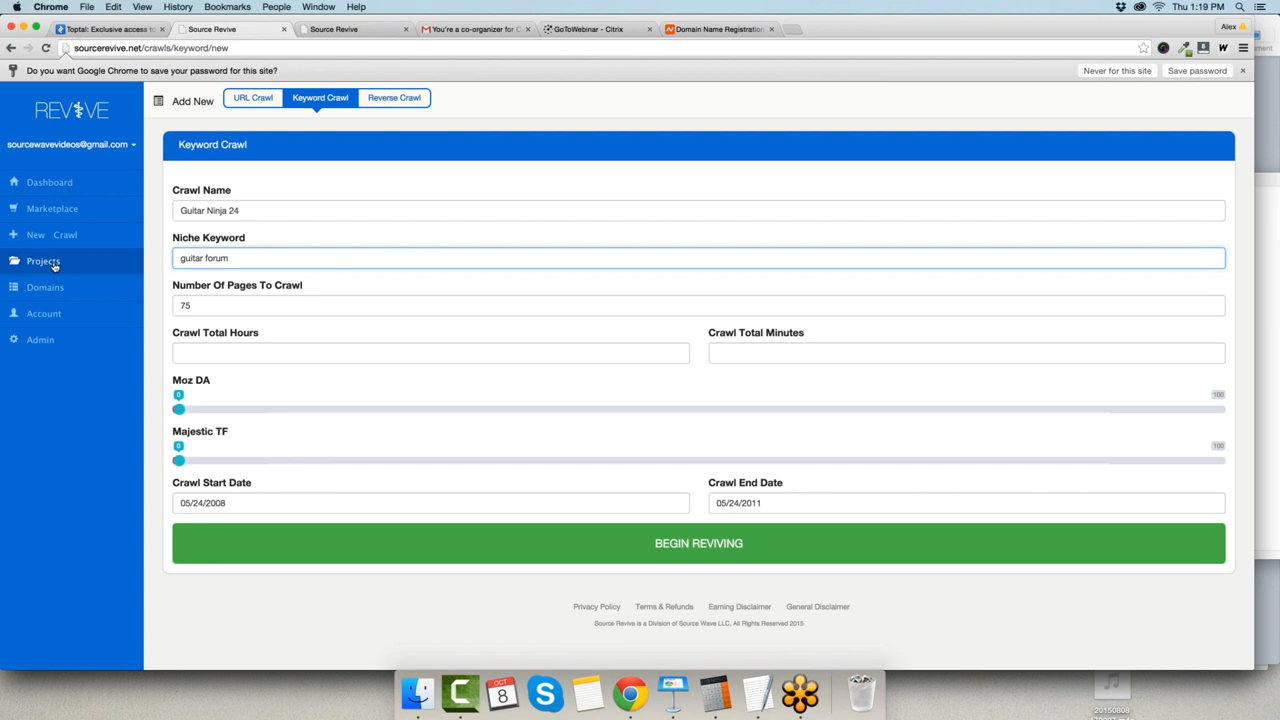 Chrome File Edit View History Bookmarks People Window Help Thu 1:19 PM
Toptal: Exclusive access to Source Revive Source Revive You're a co-organizer for GoToWebinar - Citrix Domain Name Registration Alex
sourcerevive.net/crawls/keyword/new
Do you want Google Chrome to save your password for this site? Never for this site Save password
REVIVE
sourcewavevideos@gmail.com
Dashboard
Marketplace
New Crawl
Projects
Domains
Account
Admin
Add New URL Crawl Keyword Crawl Reverse Crawl
Keyword Crawl
Crawl Name
Guitar Ninja 24
Niche Keyword
guitar forum
Number Of Pages To Crawl
75
Crawl Total Hours Crawl Total Minutes
Moz DA
0 100
Majestic TF
0 100
Crawl Start Date Crawl End Date
05/24/2008 05/24/2011
BEGIN REVIVING
Privacy Policy Terms & Refunds Earning Disclaimer General Disclaimer
Source Revive is a Division of Source Wave LLC, All Rights Reserved 2015
OCT
8
20150808